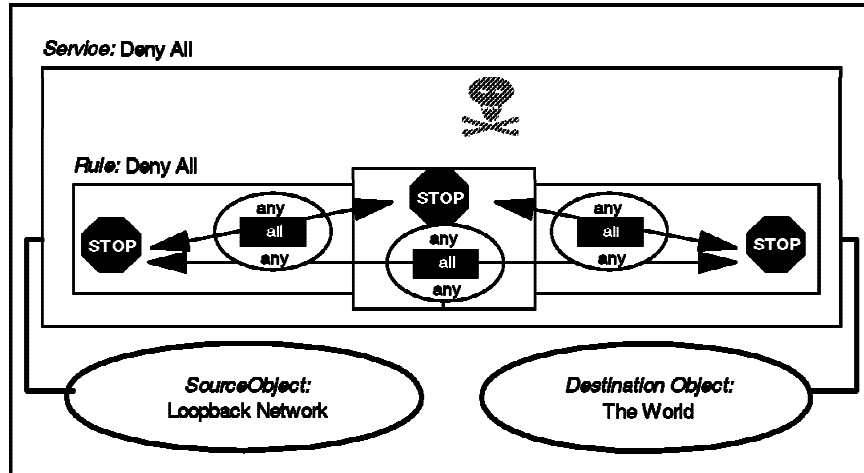 Service: Deny All
Rule: Deny All
STOP
any
all
any
STOP
any
all
any
any
all
any
STOP
SourceObject:
Loopback Network
Destination Object:
The World